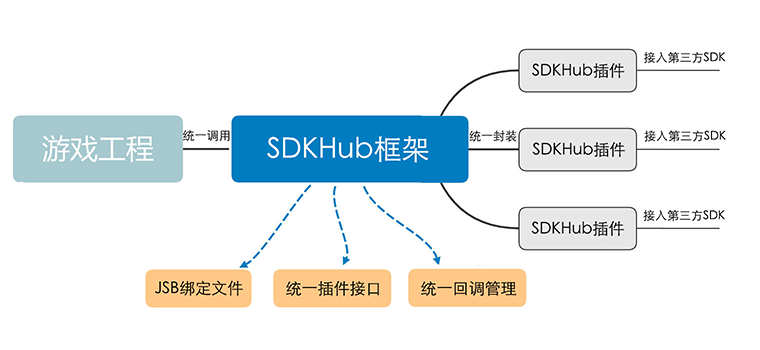 接入第三方SDK
SDKHub插件
游戏工程
统一调用
SDKHub框架
统一封装
SDKHub插件
接入第三方SDK
SDKHub插件
接入第三方SDK
JSB绑定文件
统一插件接口
统一回调管理